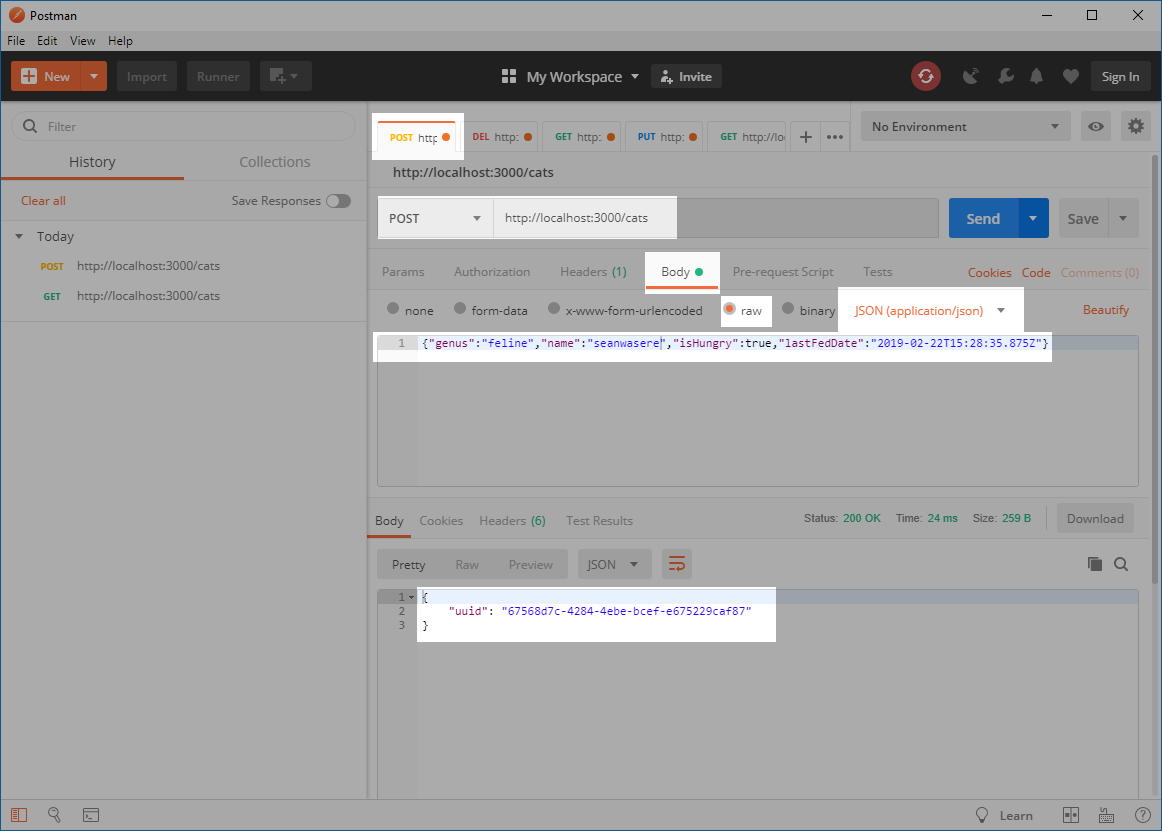 Postman
File Edit View Help
New Import Runner My Workspace Invite Sign In
Filter
History Collections
Clear all Save Responses
Today
POST http://localhost:3000/cats
GET http://localhost:3000/cats
POST http DEL http: GET http: PUT http: GET http://loc + ••• No Environment
http://localhost:3000/cats
POST http://localhost:3000/cats Send Save
Params Authorization Headers (1) Body Pre-request Script Tests Cookies Code Comments (0)
none form-data x-www-form-urlencoded raw binary JSON (application/json) Beautify
1 {"genus":"feline","name":"seanwasere","isHungry":true,"lastFedDate":"2019-02-22T15:28:35.875Z"}
Body Cookies Headers (6) Test Results Status: 200 OK Time: 24 ms Size: 259 B Download
Pretty Raw Preview JSON
1 {
2 "uuid": "67568d7c-4284-4ebe-bcef-e675229caf87"
3 }
Learn